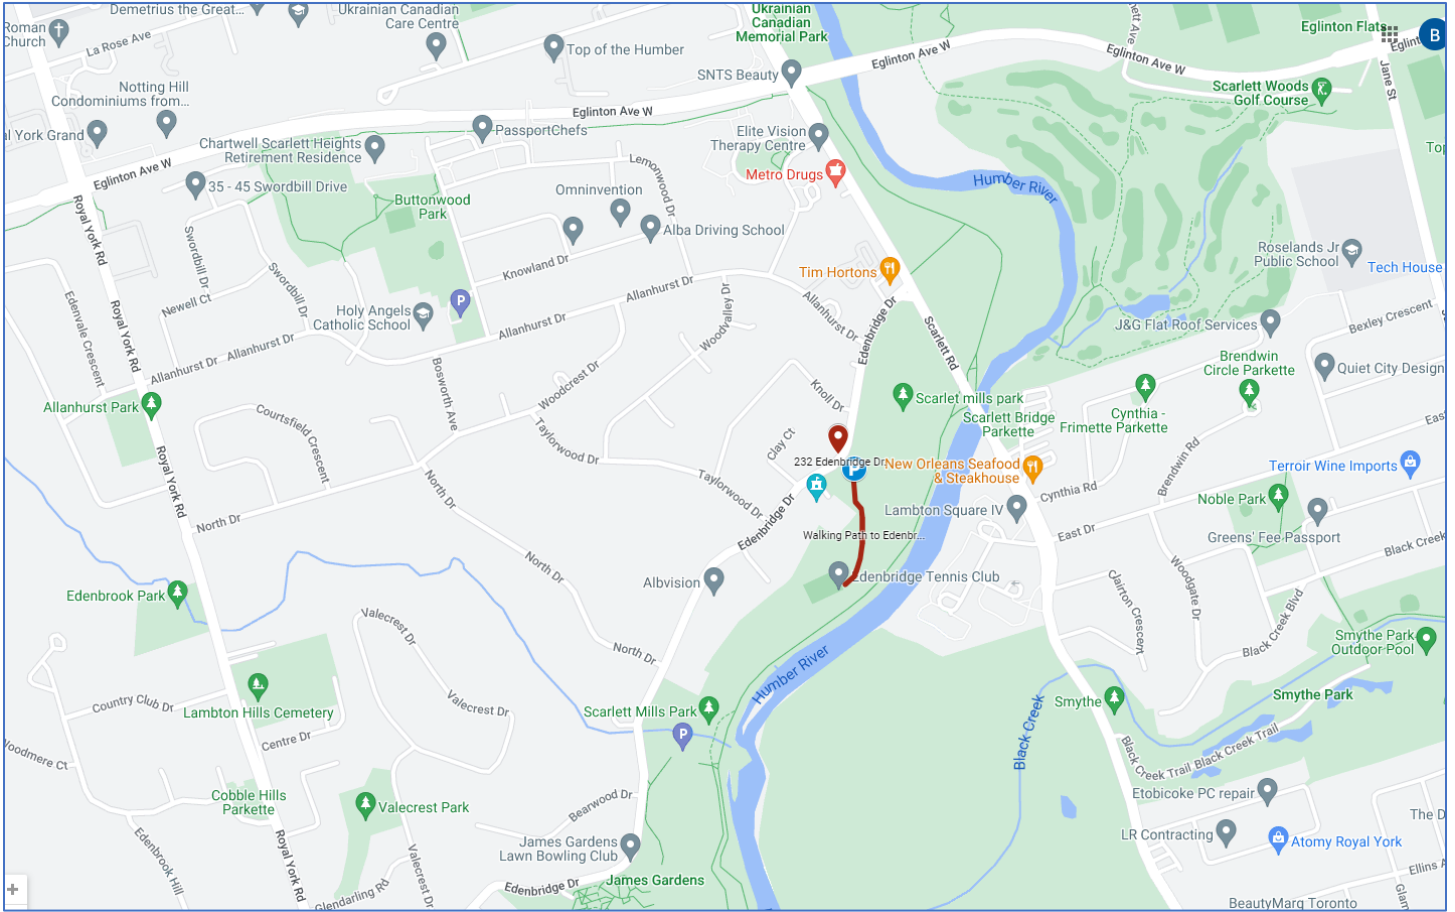 Roman
Church
La Rose Ave
Demetrius the Great...
Ukrainian Canadian
Care Centre
Top of the Humber
Ukrainian
Canadian
Memorial Park
SNTS Beauty
Eglinton Ave W
Eglinton Ave W
Eglinton Flats
Eglint
B
Jane St
Scarlett Woods
Golf Course
Notting Hill
Condominiums from...
al York Grand
Eglinton Ave W
Chartwell Scarlett Heights
Retirement Residence
PassportChefs
Elite Vision
Therapy Centre
Metro Drugs
Humber River
Top
Eglinton Ave W
35 - 45 Swordbill Drive
Buttonwood
Park
Lemonwood Dr
Omninvention
Alba Driving School
Royal York Rd
Swordbill Dr
Swordbill Dr
Knowland Dr
Tim Hortons
Roselands Jr
Public School
Tech House
Edenvale Crescent
Newell Ct
Royal York Rd
Holy Angels
Catholic School
P
Allanhurst Dr
Allanhurst Dr
Woodvalley Dr
Allanhurst Dr
Edenbridge Dr
Scarlett Rd
J&G Flat Roof Services
Bexley Crescent
Allanhurst Dr
Allanhurst Dr
Bosworth Ave
Woodcrest Dr
Knoll Dr
Brendwin
Circle Parkette
Quiet City Design
Allanhurst Park
Courtsfield Crescent
Taylorwood Dr
Clay Ct
Scarlet mills park
Scarlett Bridge
Parkette
Cynthia -
Frimette Parkette
East
Royal York Rd
North Dr
North Dr
Taylorwood Dr
232 Edenbridge Dr
P
New Orleans Seafood
& Steakhouse
Cynthia Rd
Brendwin Rd
Terroir Wine Imports
Noble Park
Edenbridge Dr
Lambton Square IV
East Dr
Greens' Fee Passport
Walking Path to Edenbr...
Black Creek
Edenbrook Park
North Dr
Albvision
Edenbridge Tennis Club
Clairton Crescent
Woodgate Dr
Black Creek Blvd
Valecrest Dr
North Dr
Humber River
Smythe Park
Outdoor Pool
Country Club Dr
Lambton Hills Cemetery
Valecrest Dr
Scarlett Mills Park
P
Black Creek
Smythe
Smythe Park
Centre Dr
Woodmere Ct
Black Creek Trail
Black Creek Trail
Cobble Hills
Parkette
Valecrest Park
Bearwood Dr
Etobicoke PC repair
The D
Edenbrook Hill
Royal York Rd
Valecrest Dr
James Gardens
Lawn Bowling Club
LR Contracting
Atomy Royal York
Glendarling Rd
Edenbridge Dr
James Gardens
Ellins A
Glam
BeautyMarq Toronto